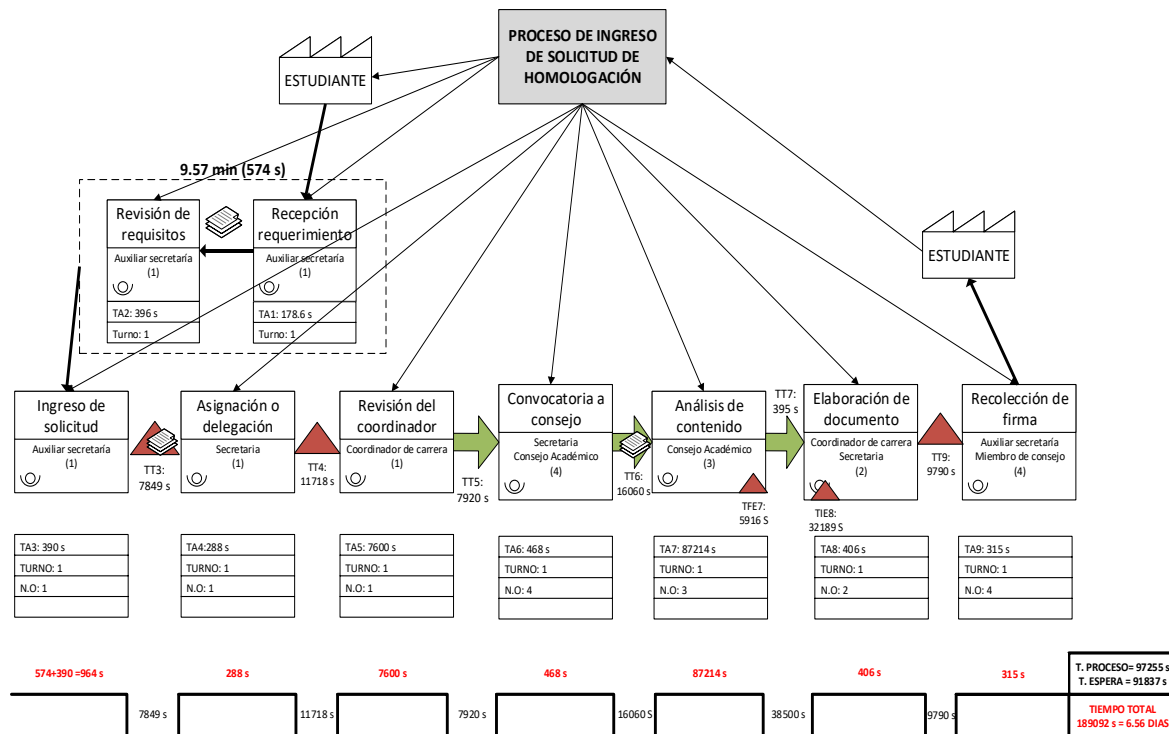 PROCESO DE INGRESO
DE SOLICITUD DE
HOMOLOGACIÓN
ESTUDIANTE
9.57 min (574 s)
Revisión de
requisitos
Auxiliar secretaría
(1)
TA2: 396 s
Turno: 1
Recepción
requerimiento
Auxiliar secretaría
(1)
TA1: 178.6 s
Turno: 1
ESTUDIANTE
Ingreso de
solicitud
Auxiliar secretaría
(1)
TT3:
7849 s
Asignación o
delegación
Secretaria
(1)
TT4:
11718 s
Revisión del
coordinador
Coordinador de carrera
(1)
TT5:
7920 s
Convocatoria a
consejo
Secretaria
Consejo Académico
(4)
TT6:
16060 s
Análisis de
contenido
Consejo Académico
(3)
TFE7:
5916 S
TT7:
395 s
Elaboración de
documento
Coordinador de carrera
Secretaria
(2)
TIE8:
32189 S
TT9:
9790 s
Recolección de
firma
Auxiliar secretaría
Miembro de consejo
(4)
TA3: 390 s
TURNO: 1
N.O: 1
TA4:288 s
TURNO: 1
N.O: 1
TA5: 7600 s
TURNO: 1
N.O: 1
TA6: 468 s
TURNO: 1
N.O: 4
TA7: 87214 s
TURNO: 1
N.O: 3
TA8: 406 s
TURNO: 1
N.O: 2
TA9: 315 s
TURNO: 1
N.O: 4
574+390 =964 s
288 s
7600 s
468 s
87214 s
406 s
315 s
7849 s
11718 s
7920 s
16060 s
38500 s
9790 s
T. PROCESO= 97255 s
T. ESPERA = 91837 s
TIEMPO TOTAL
189092 s = 6.56 DIAS